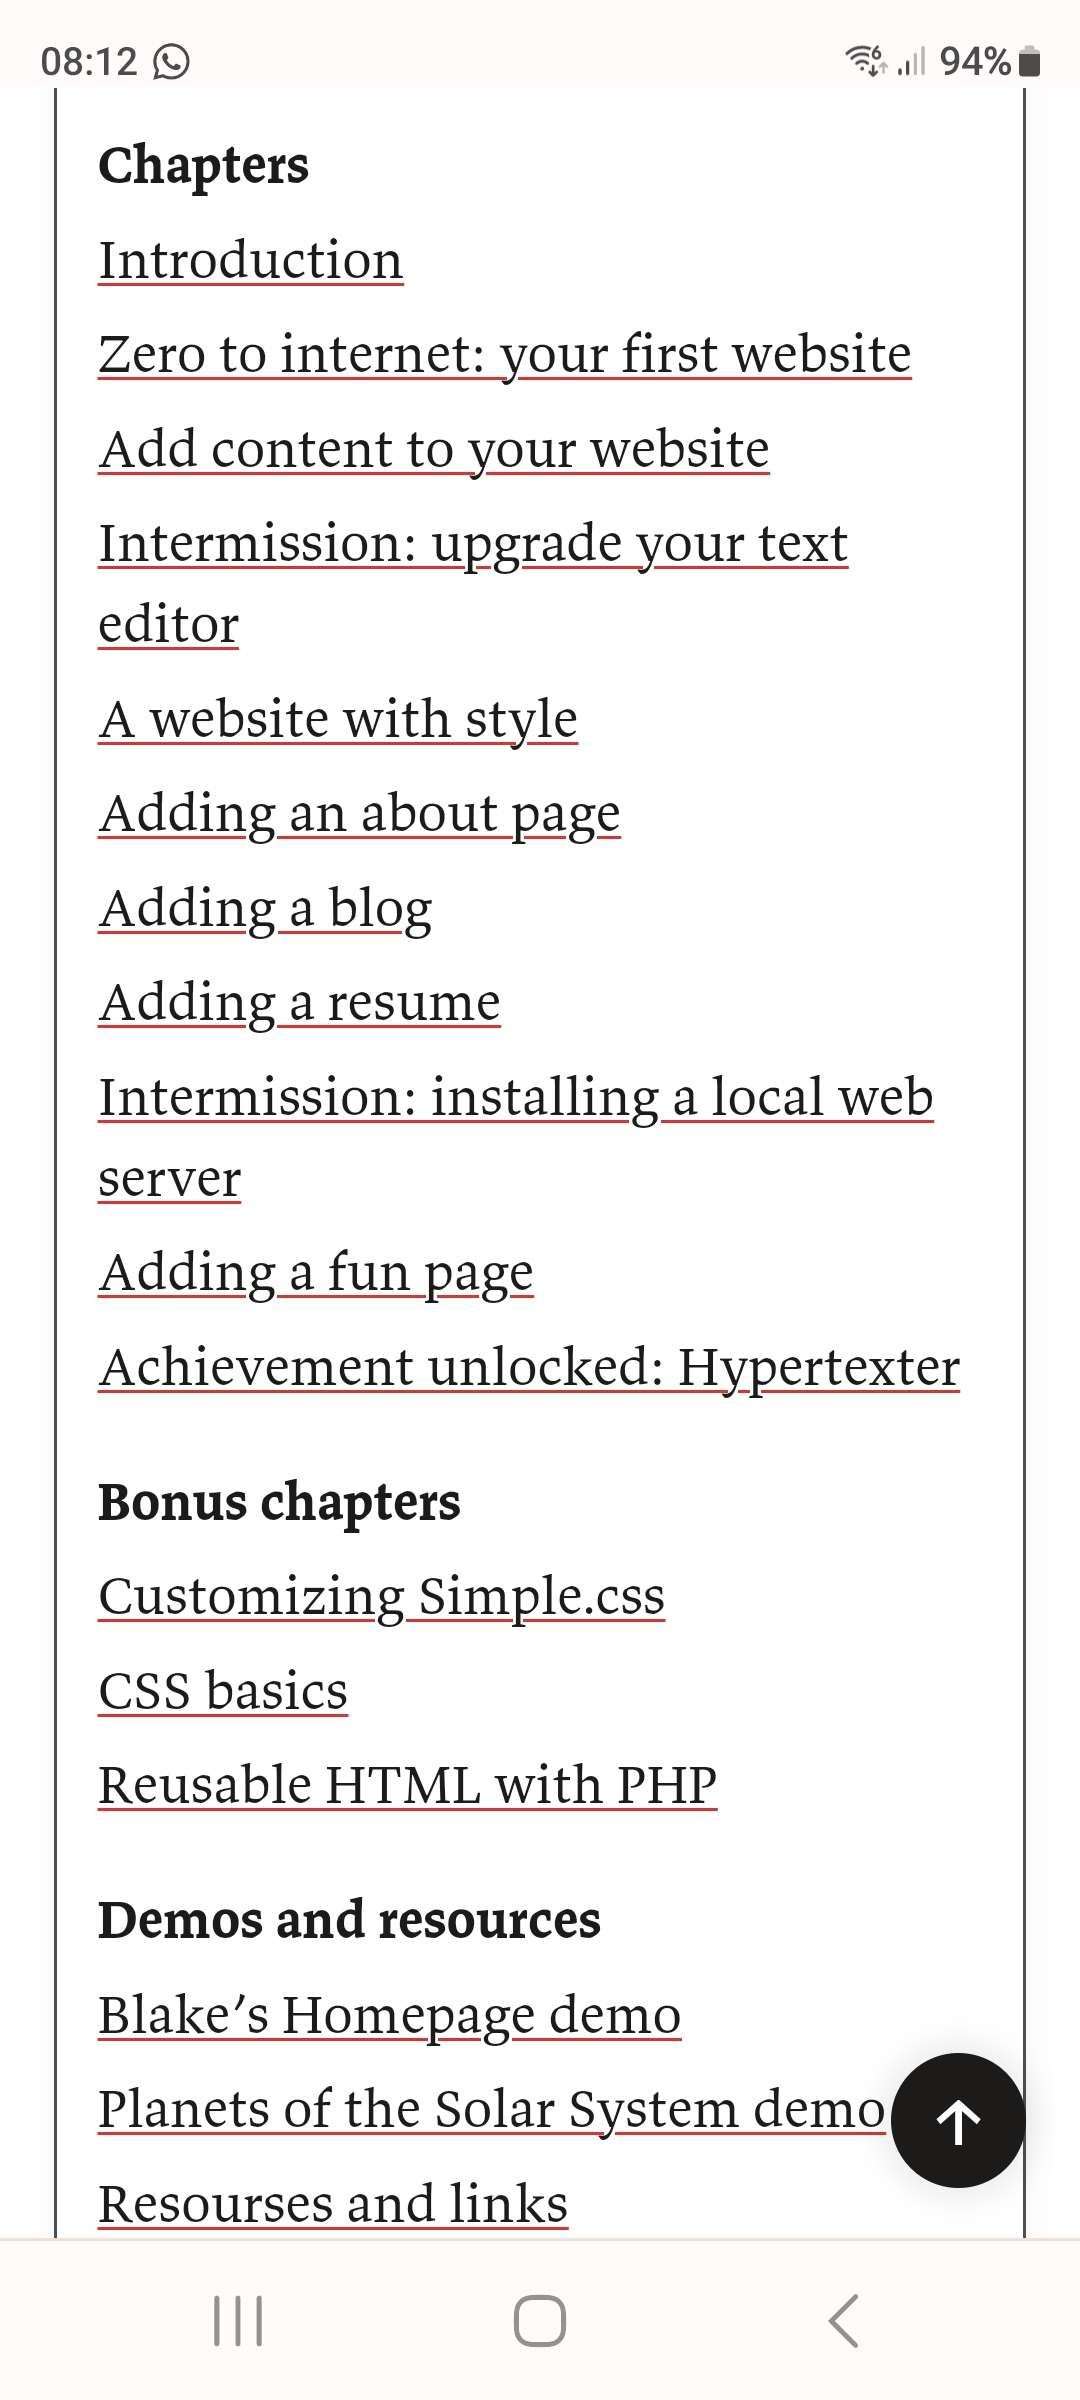 08:12
6
94%
Chapters
Introduction
Zero to internet: your first website
Add content to your website
Intermission: upgrade your text
editor
A website with style
Adding an about page
Adding a blog
Adding a resume
Intermission: installing a local web
server
Adding a fun page
Achievement unlocked: Hypertexter
Bonus chapters
Customizing Simple.css
CSS basics
Reusable HTML with PHP
Demos and resources
Blake’s Homepage demo
Planets of the Solar System demo
Resourses and links